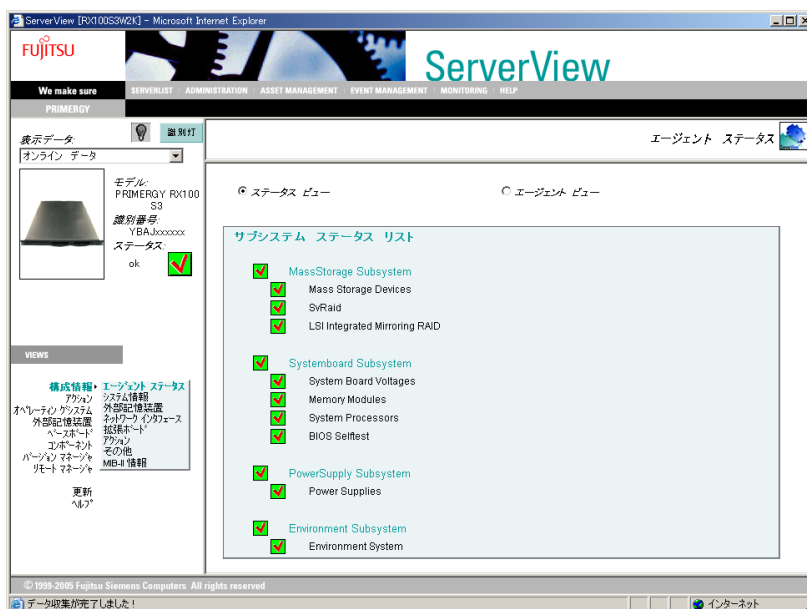 ServerView [RX100S3W2K] - Microsoft Internet Explorer
FUJITSU
ServerView
We make sure
SERVERLIST ADMINISTRATION ASSET MANAGEMENT EVENT MANAGEMENT MONITORING HELP
PRIMERGY
表示データ:
識別灯
オンライン データ
エージェント ステータス
モデル:
PRIMERGY RX100
S3
識別番号:
YBAJxxxxxx
ステータス:
ok
ステータス ビュー
エージェント ビュー
サブシステム ステータス リスト
MassStorage Subsystem
Mass Storage Devices
SvRaid
LSI Integrated Mirroring RAID
Systemboard Subsystem
System Board Voltages
Memory Modules
System Processors
BIOS Selftest
PowerSupply Subsystem
Power Supplies
Environment Subsystem
Environment System
VIEWS
構成情報
アクション
オペレーティングシステム
外部記憶装置
ベースボード
コンポーネント
バージョン マネージャ
リモート マネージャ
更新
ヘルプ
エージェント ステータス
システム情報
外部記憶装置
ネットワーク インタフェース
拡張ボード
アクション
その他
MIB-II 情報
© 1999-2005 Fujitsu Siemens Computers All rights reserved
データ収集が完了しました!
インターネット